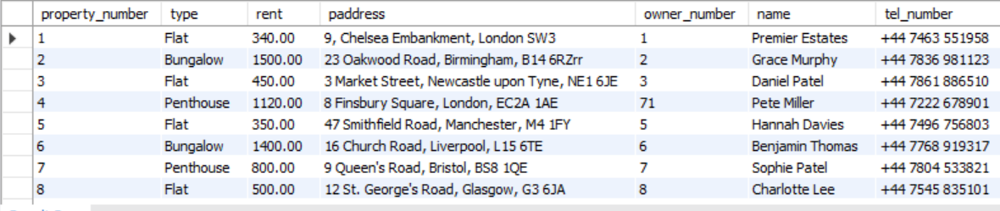 property_number type rent paddress owner_number name tel_number
1 Flat 340.00 9, Chelsea Embankment, London SW3 1 Premier Estates +44 7463 551958
2 Bungalow 1500.00 23 Oakwood Road, Birmingham, B14 6RZrr 2 Grace Murphy +44 7836 981123
3 Flat 450.00 3 Market Street, Newcastle upon Tyne, NE1 6JE 3 Daniel Patel +44 7861 886510
4 Penthouse 1120.00 8 Finsbury Square, London, EC2A 1AE 71 Pete Miller +44 7222 678901
5 Flat 350.00 47 Smithfield Road, Manchester, M4 1FY 5 Hannah Davies +44 7496 756803
6 Bungalow 1400.00 16 Church Road, Liverpool, L15 6TE 6 Benjamin Thomas +44 7768 919317
7 Penthouse 800.00 9 Queen's Road, Bristol, BS8 1QE 7 Sophie Patel +44 7804 533821
8 Flat 500.00 12 St. George's Road, Glasgow, G3 6JA 8 Charlotte Lee +44 7545 835101